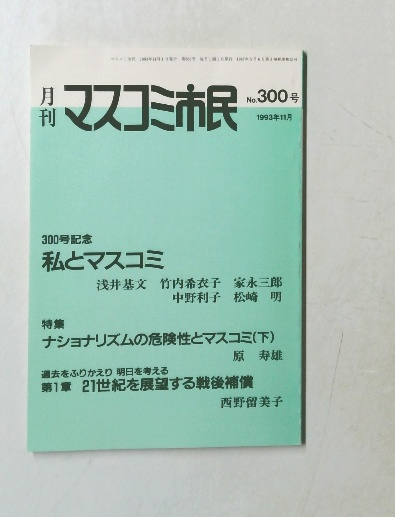 月刊 マスコミ市民 No.300号
1993年11月
300号記念
私とマスコミ
浅井基文 竹内希衣子 家永三郎
中野利子 松崎 明
特集
ナショナリズムの危険性とマスコミ(下)
原 寿雄
過去をふりかえり 明日を考える
第1章 21世紀を展望する戦後補償
西野留美子